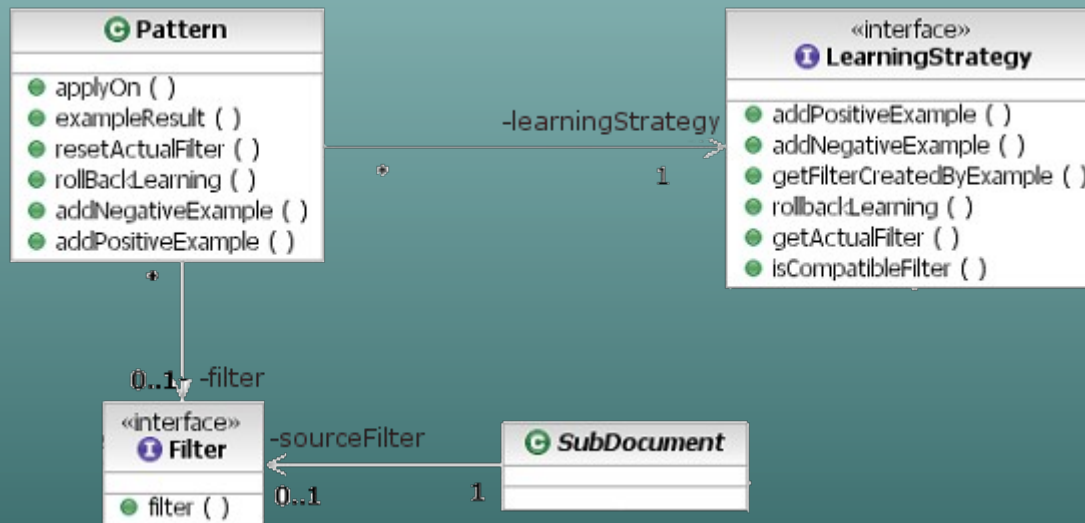 C Pattern
applyOn ( )
exampleResult ( )
resetActualFilter ( )
rollBackLearning ( )
addNegativeExample ( )
addPositiveExample ( )
«interface»
I LearningStrategy
addPositiveExample ( )
addNegativeExample ( )
getFilterCreatedByExample ( )
rollbackLearning ( )
getActualFilter ( )
isCompatibleFilter ( )
-learningStrategy
* 1
*
0..1 -filter
«interface»
I Filter
filter ( )
-sourceFilter
0..1 1
C SubDocument